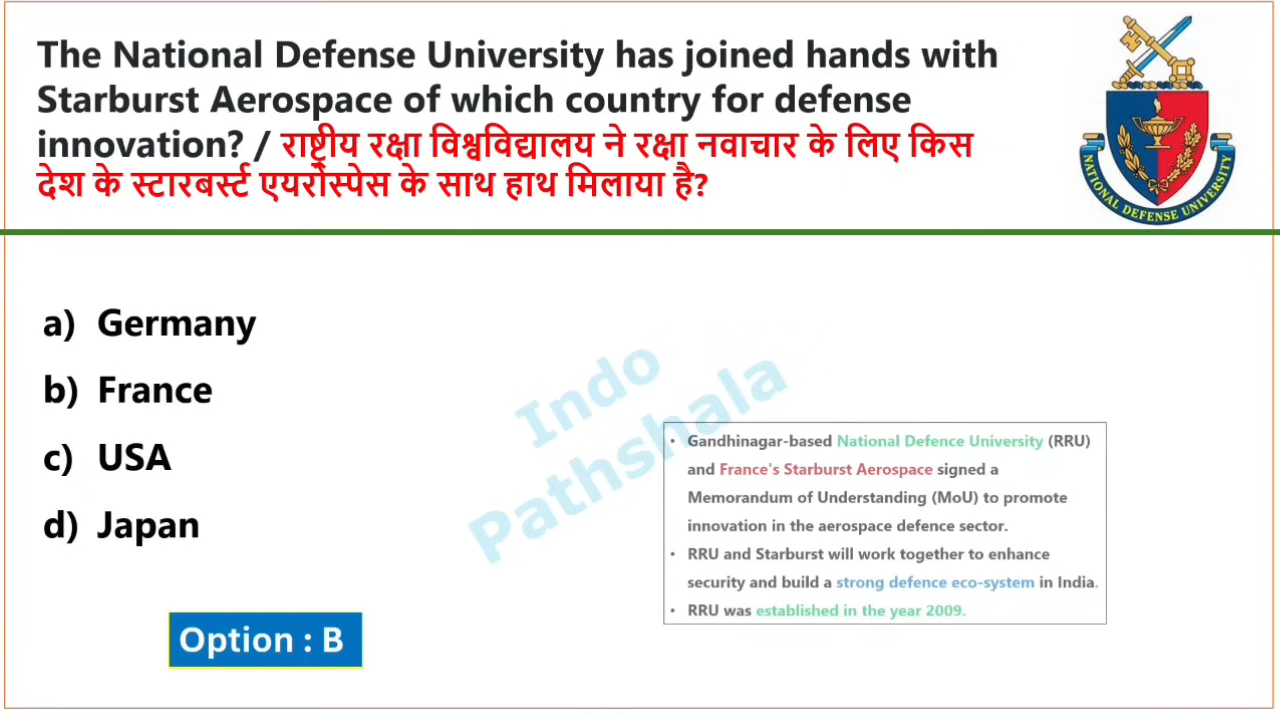 The National Defense University has joined hands with
Starburst Aerospace of which country for defense
innovation? / राष्ट्रीय रक्षा विश्वविद्यालय ने रक्षा नवाचार के लिए किस
देश के स्टारबर्स्ट एयरोस्पेस के साथ हाथ मिलाया है?
NATIONAL DEFENSE UNIVERSITY
a) Germany
b) France
c) USA
d) Japan
Indo
Pathshala
• Gandhinagar-based National Defence University (RRU)
and France's Starburst Aerospace signed a
Memorandum of Understanding (MoU) to promote
innovation in the aerospace defence sector.
• RRU and Starburst will work together to enhance
security and build a strong defence eco-system in India.
• RRU was established in the year 2009.
Option : B